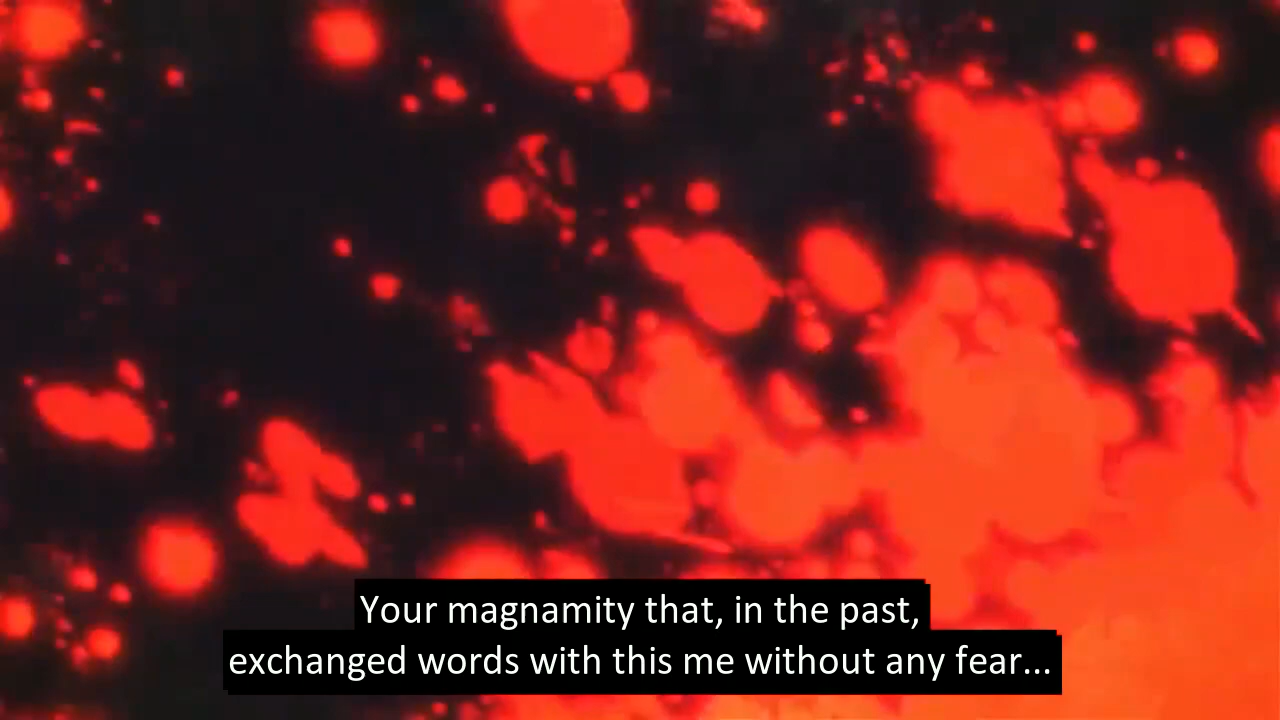 Your magnamity that, in the past,
exchanged words with this me without any fear...